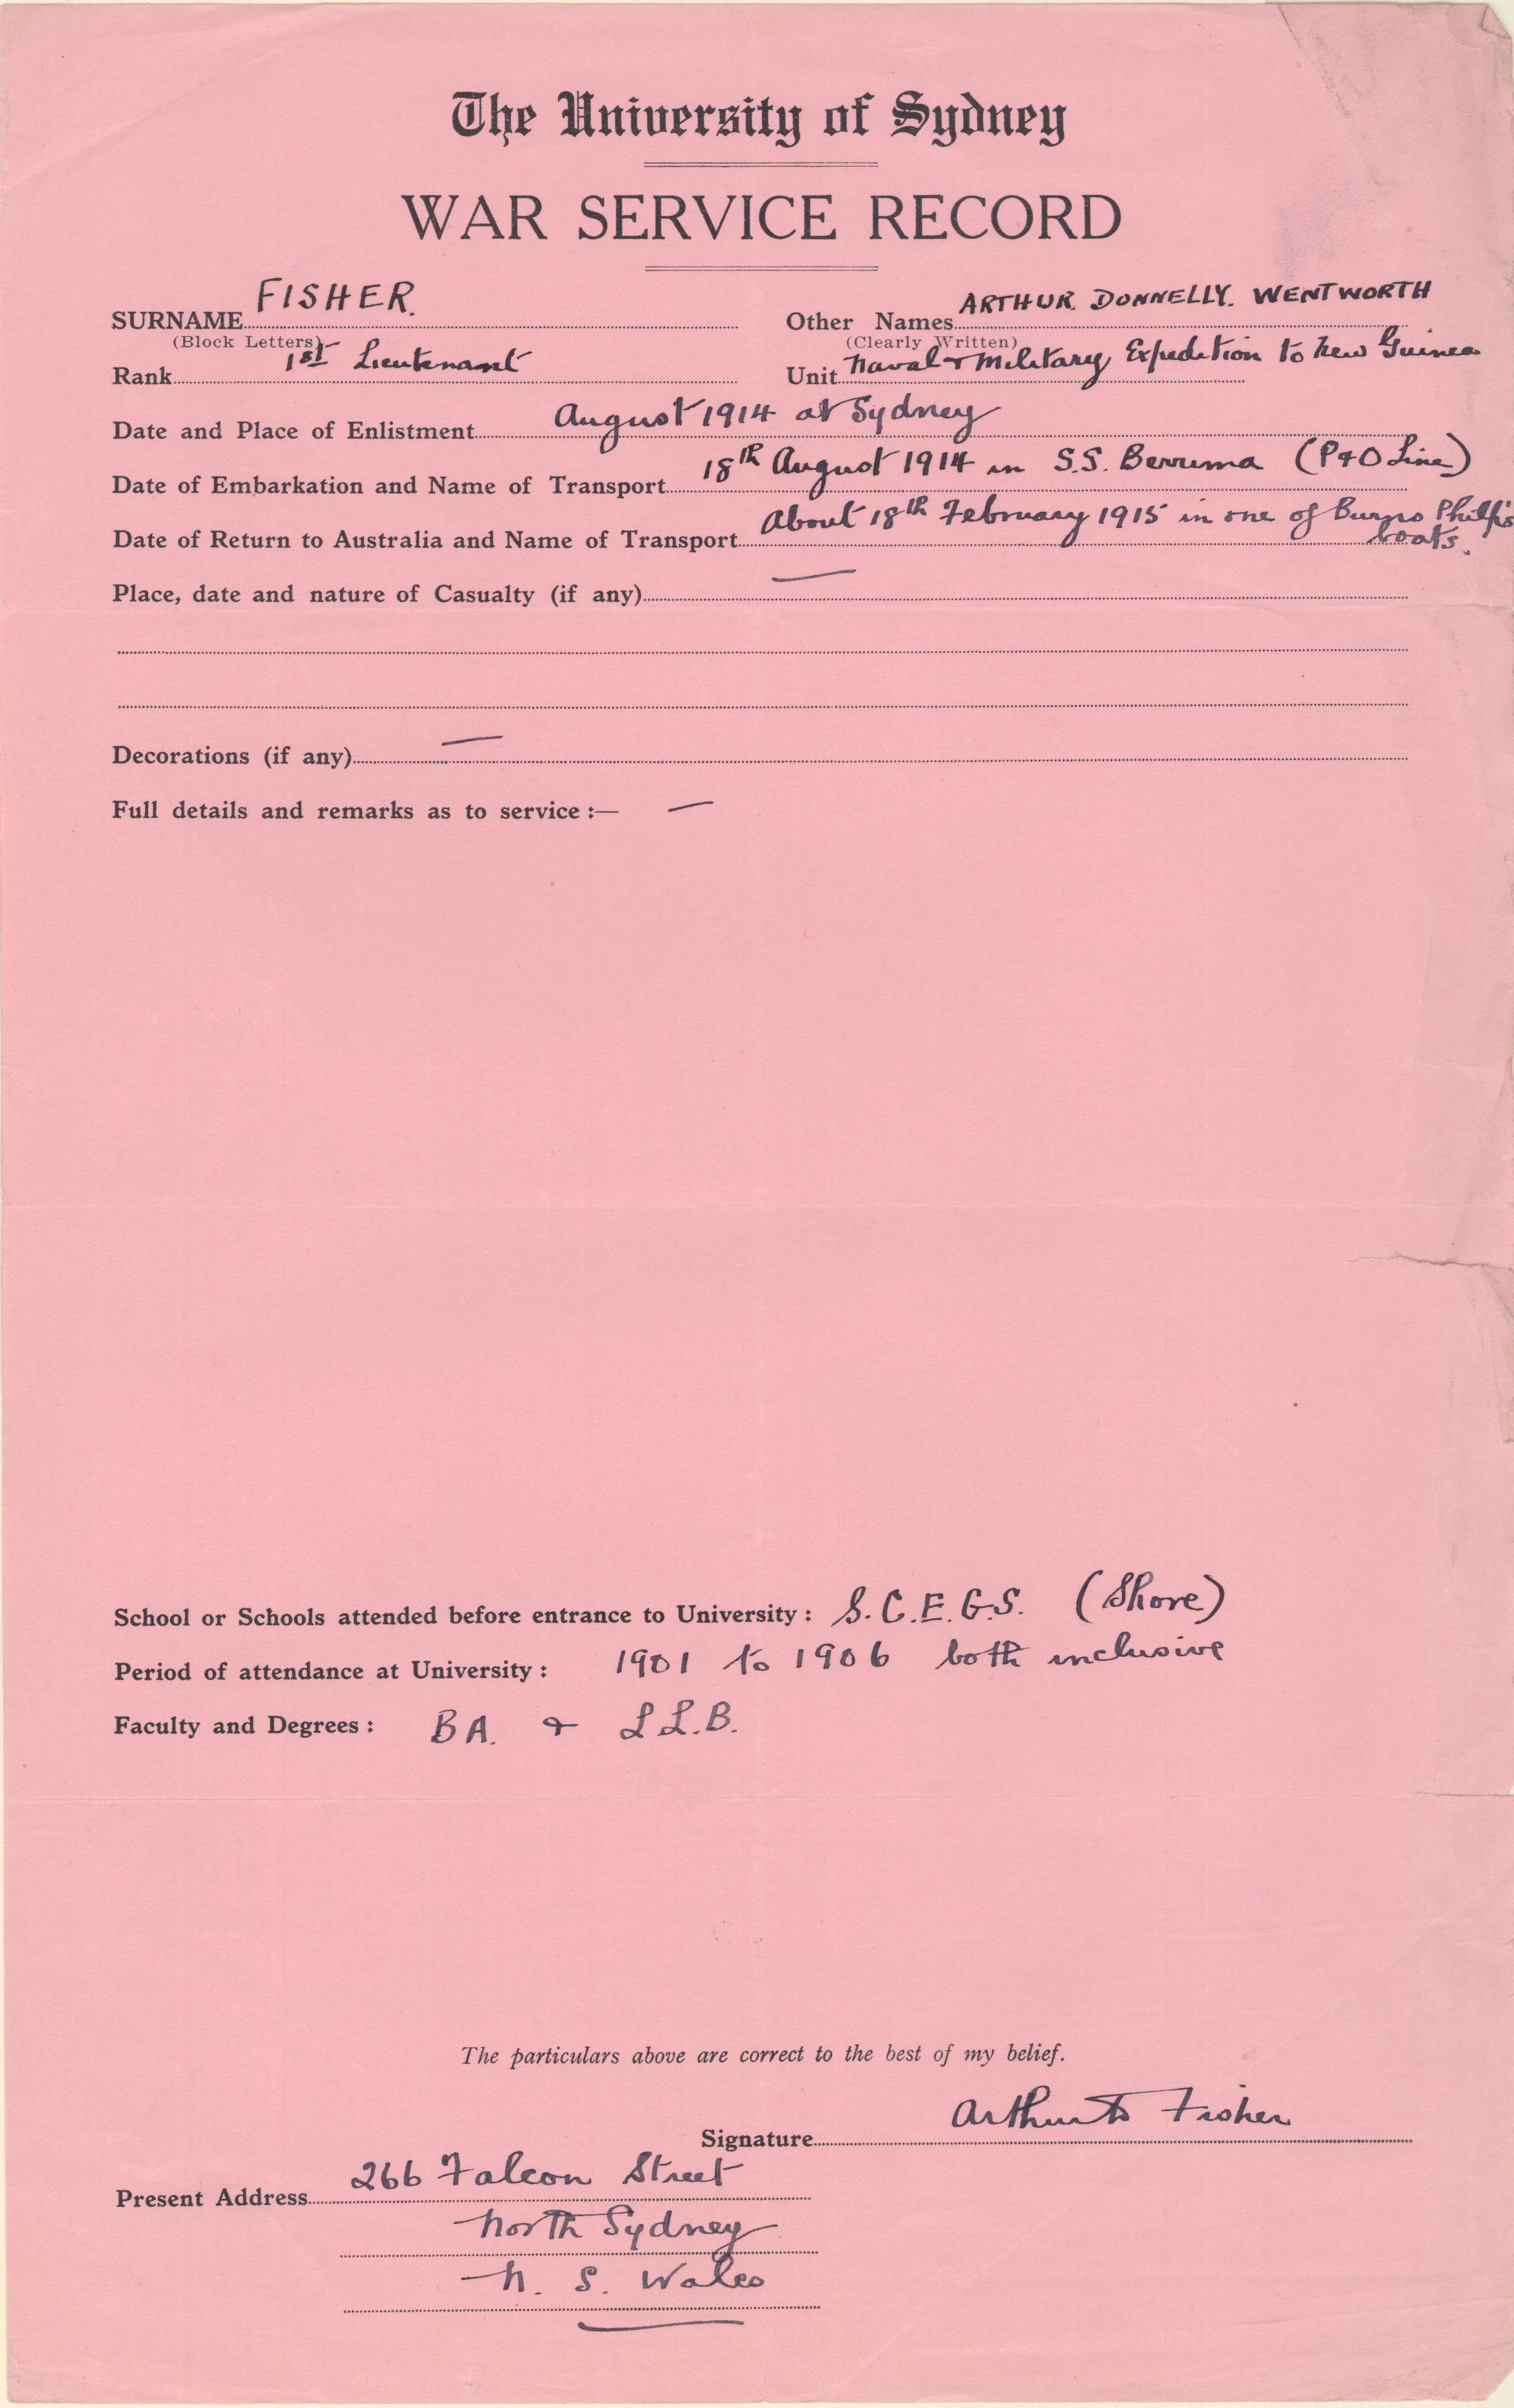 The University of Sydney
WAR SERVICE RECORD
SURNAME FISHER. Other Names ARTHUR. DONNELLY. WENTWORTH
(Block Letters) (Clearly Written)
Rank 1st Lieutenant Unit Naval & Military Expedition to New Guinea
Date and Place of Enlistment August 1914 at Sydney
Date of Embarkation and Name of Transport 18th August 1914 in S.S. Berrima (P&O Line)
Date of Return to Australia and Name of Transport About 18th February 1915 in one of Burns Philp's
boats.
Place, date and nature of Casualty (if any) —
Decorations (if any) —
Full details and remarks as to service :— —
School or Schools attended before entrance to University : S.C.E.G.S. (Shore)
Period of attendance at University : 1901 to 1906 both inclusive
Faculty and Degrees : BA. & LL.B.
The particulars above are correct to the best of my belief.
Signature Arthur D Fisher
Present Address 266 Falcon Street
North Sydney
N. S. Wales